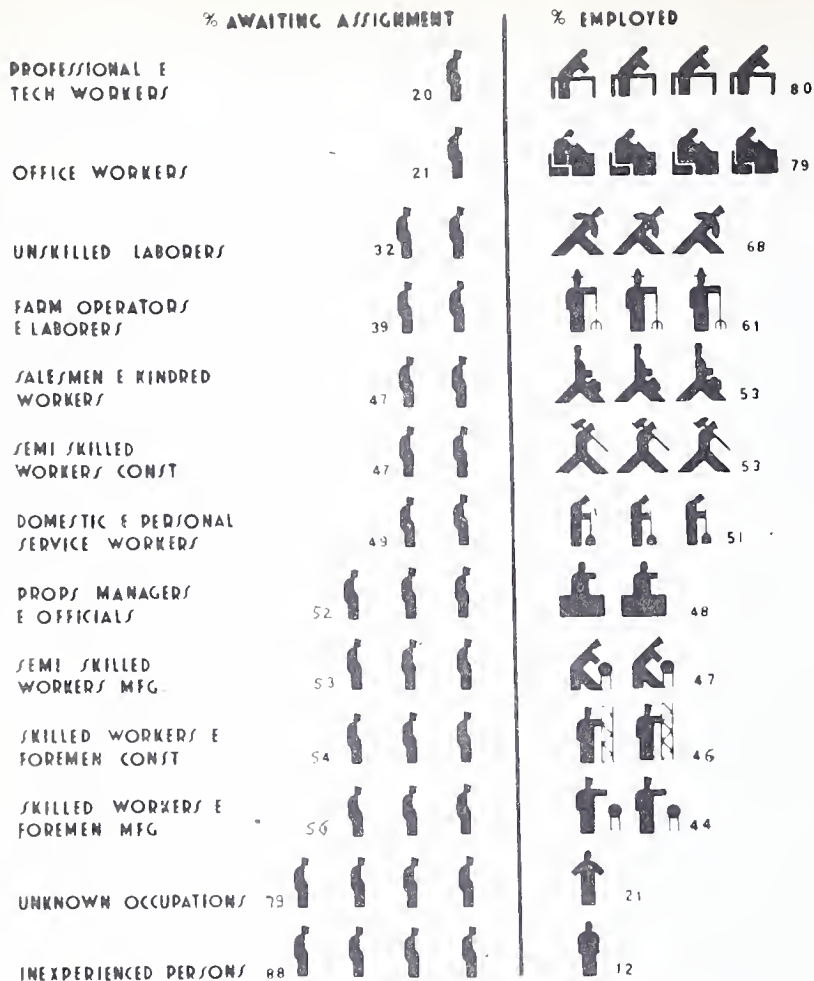 % AWAITING ASSIGNMENT % EMPLOYED
PROFESSIONAL &
TECH WORKERS 20 80
OFFICE WORKERS 21 79
UNSKILLED LABORERS 32 68
FARM OPERATORS
& LABORERS 39 61
SALESMEN & KINDRED
WORKERS 47 53
SEMI SKILLED
WORKERS CONST 47 53
DOMESTIC & PERSONAL
SERVICE WORKERS 49 51
PROPS MANAGERS
& OFFICIALS 52 48
SEMI SKILLED
WORKERS MFG. 53 47
SKILLED WORKERS &
FOREMEN CONST 54 46
SKILLED WORKERS &
FOREMEN MFG 56 44
UNKNOWN OCCUPATIONS 79 21
INEXPERIENCED PERSONS 88 12